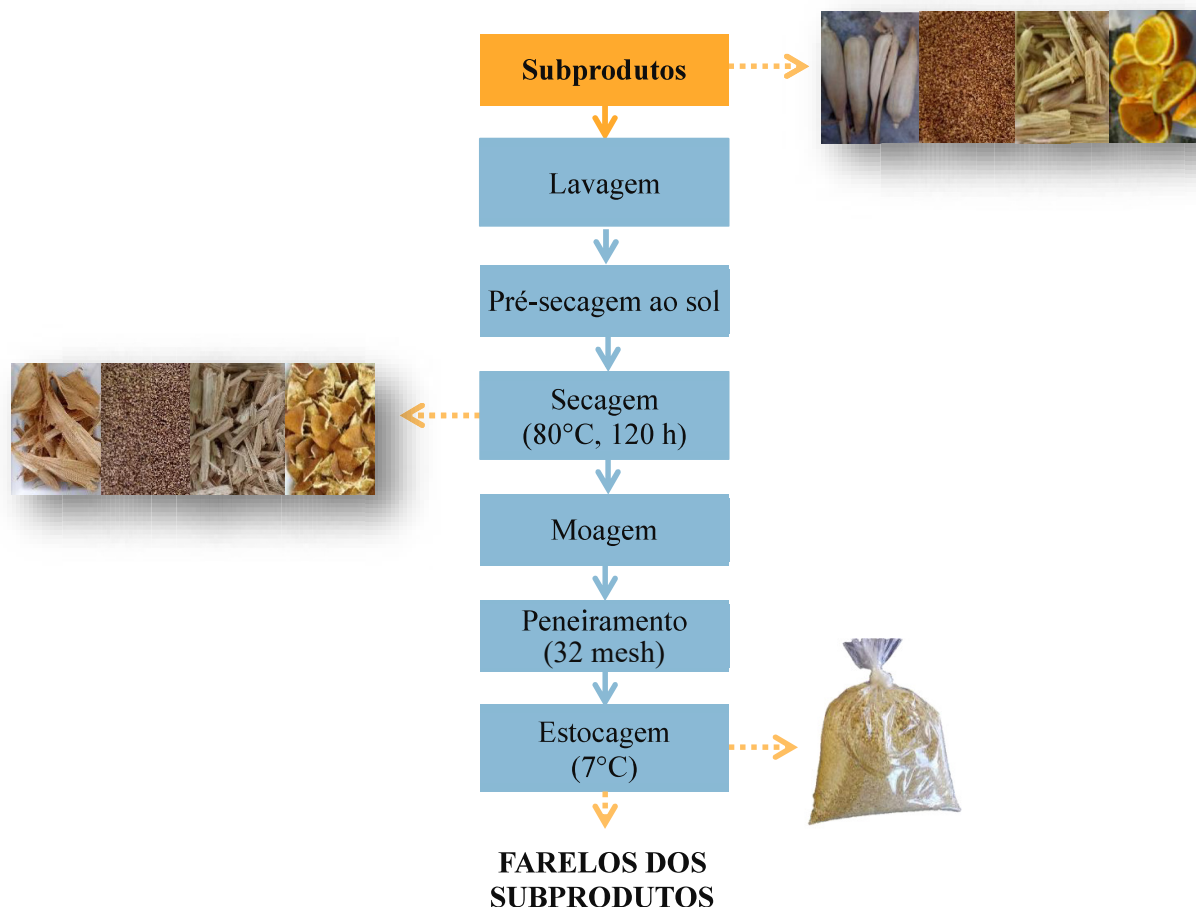 Subprodutos
Lavagem
Pré-secagem ao sol
Secagem
(80°C, 120 h)
Moagem
Peneiramento
(32 mesh)
Estocagem
(7°C)
FARELOS DOS
SUBPRODUTOS